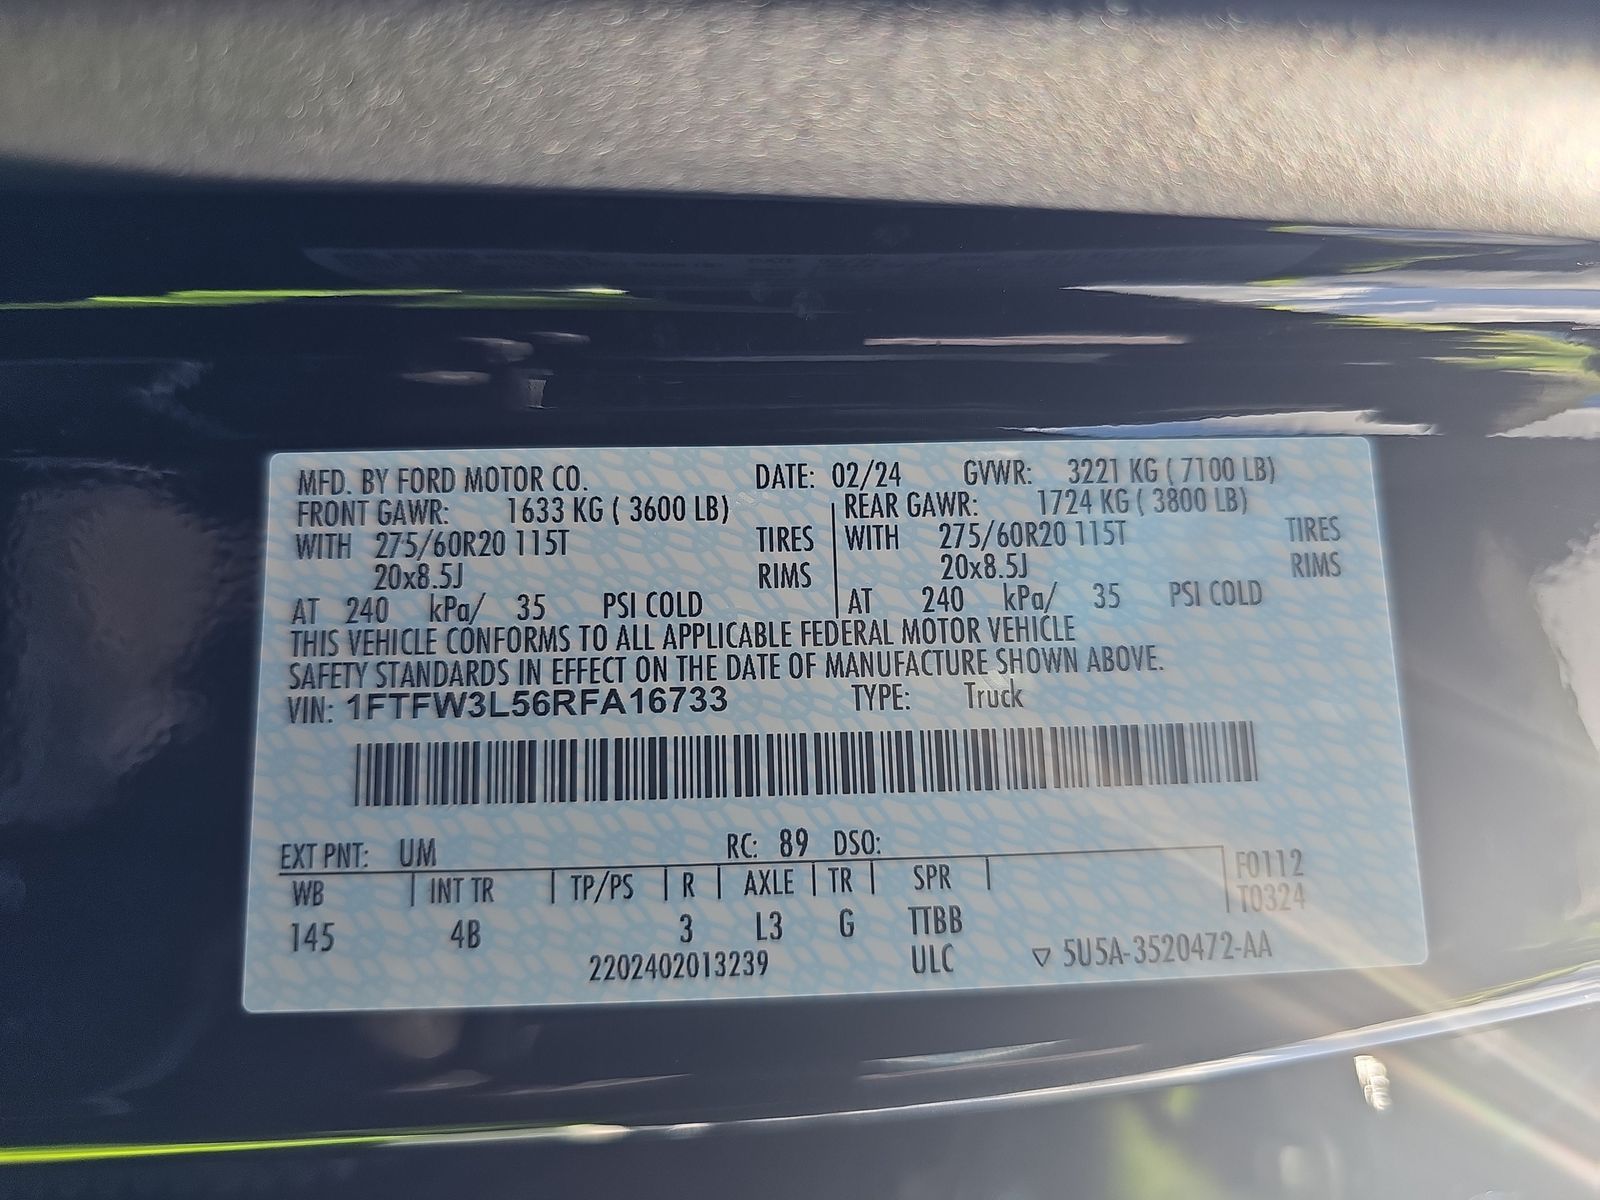 MFD. BY FORD MOTOR CO. DATE: 02/24 GVWR: 3221 KG ( 7100 LB)
FRONT GAWR: 1633 KG ( 3600 LB) REAR GAWR: 1724 KG ( 3800 LB)
WITH 275/60R20 115T TIRES WITH 275/60R20 115T TIRES
20x8.5J RIMS 20x8.5J RIMS
AT 240 kPa/ 35 PSI COLD AT 240 kPa/ 35 PSI COLD
THIS VEHICLE CONFORMS TO ALL APPLICABLE FEDERAL MOTOR VEHICLE
SAFETY STANDARDS IN EFFECT ON THE DATE OF MANUFACTURE SHOWN ABOVE.
VIN: 1FTFW3L56RFA16733 TYPE: Truck
EXT PNT: UM RC: 89 DSO:
WB INT TR TP/PS R AXLE TR SPR F0112
T0324
145 4B 3 L3 G TTBB
2202402013239 ULC 5U5A-3520472-AA